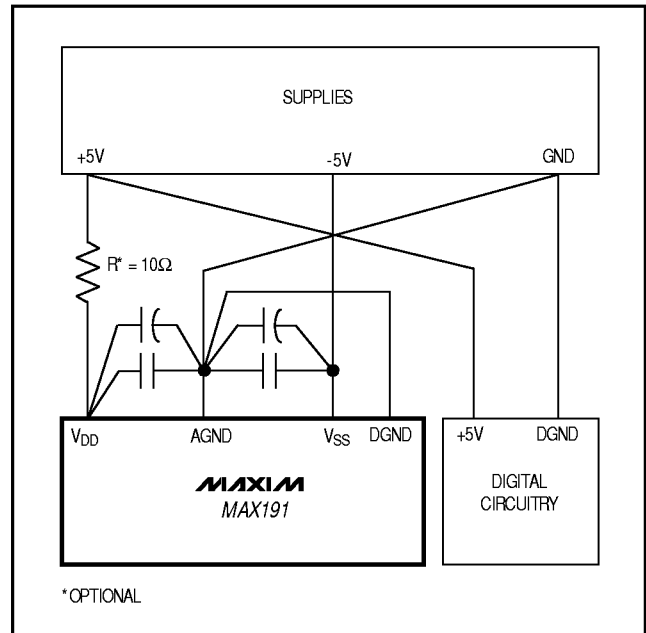 SUPPLIES
+5V -5V GND
R* = 10Ω
VDD AGND VSS DGND
+5V DGND
MAXIM
MAX191
DIGITAL
CIRCUITRY
* OPTIONAL